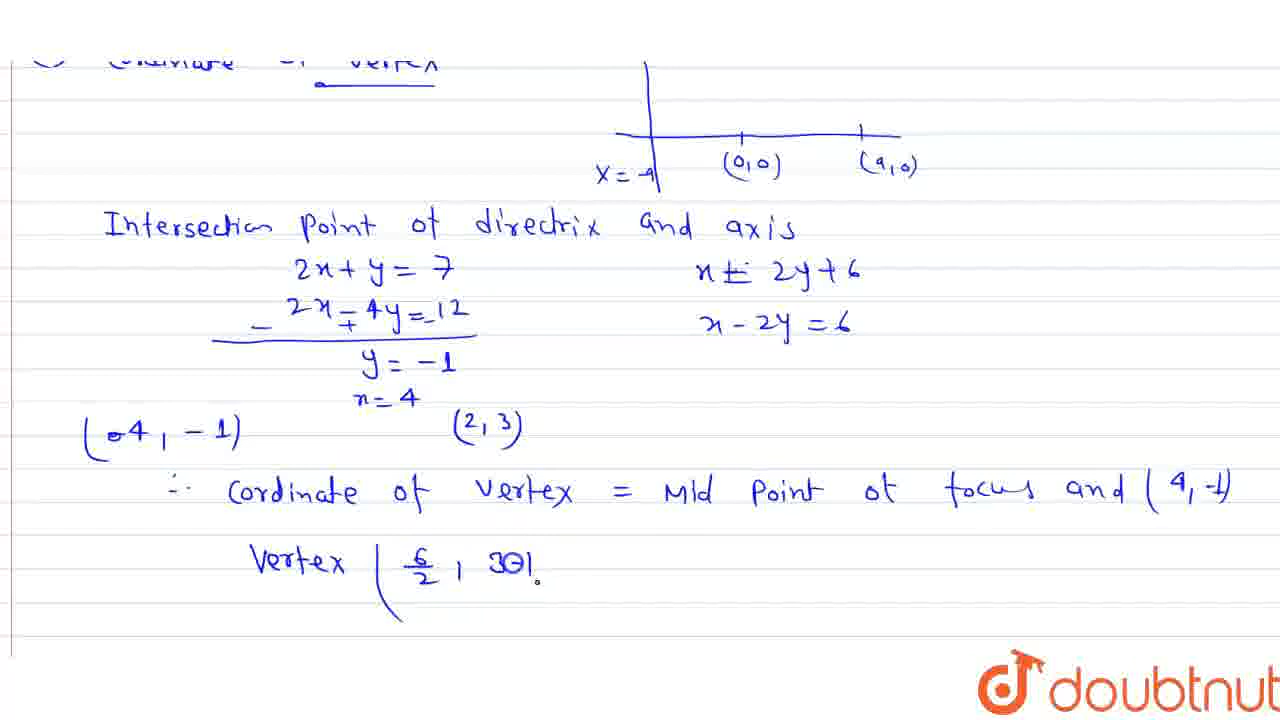 vertex
x = -a
(0,0)
(a,0)
Intersection point of directrix and axis
2x + y = 7
x = 2y + 6
2x - 4y = 12
x - 2y = 6
y = -1
x = 4
(4, -1)
(2, 3)
∴ Cordinate of vertex = Mid point of focus and (4, -1)
Vertex ( 6/2 , 3-1
doubtnut